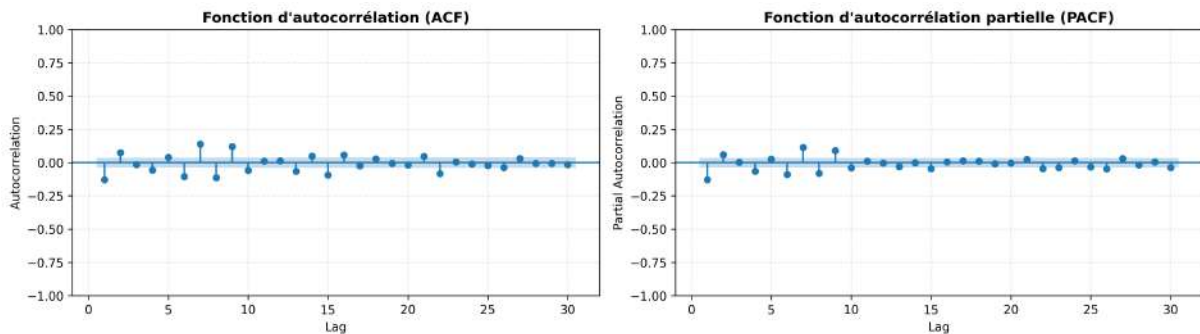 Fonction d'autocorrélation (ACF)
1.00
0.75
0.50
0.25
0.00
−0.25
−0.50
−0.75
−1.00
Autocorrelation
0 5 10 15 20 25 30
Lag
Fonction d'autocorrélation partielle (PACF)
1.00
0.75
0.50
0.25
0.00
−0.25
−0.50
−0.75
−1.00
Partial Autocorrelation
0 5 10 15 20 25 30
Lag